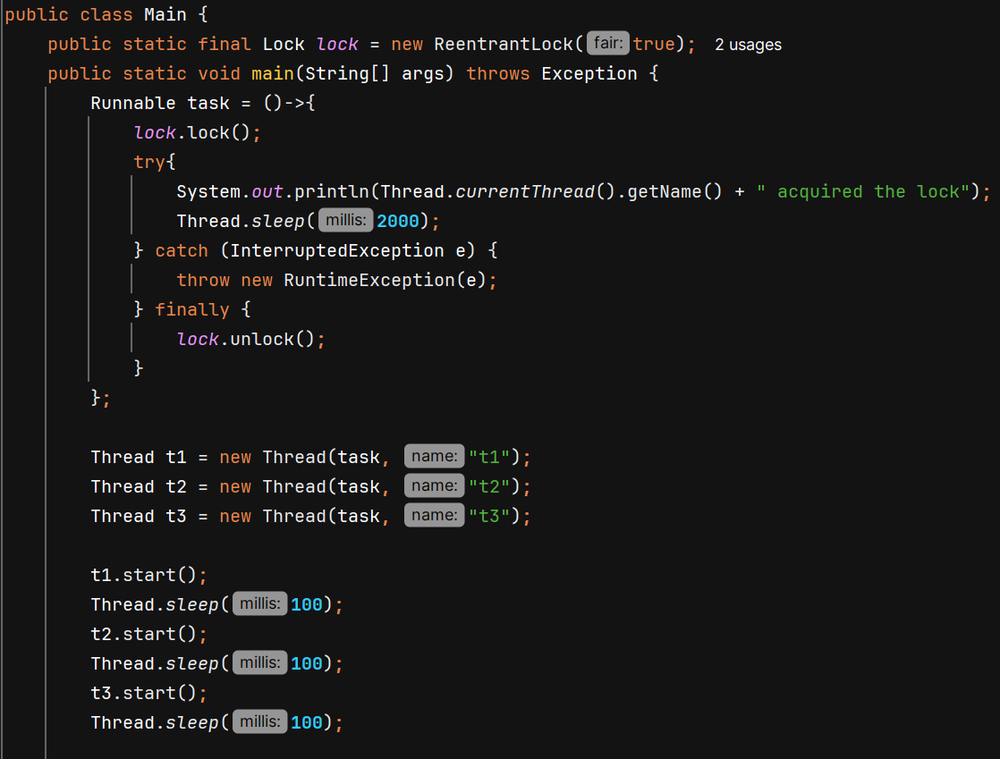 public class Main {
public static final Lock lock = new ReentrantLock( fair: true); 2 usages
public static void main(String[] args) throws Exception {
Runnable task = ()->{
lock.lock();
try{
System.out.println(Thread.currentThread().getName() + " acquired the lock");
Thread.sleep( millis: 2000);
} catch (InterruptedException e) {
throw new RuntimeException(e);
} finally {
lock.unlock();
}
};
Thread t1 = new Thread(task, name: "t1");
Thread t2 = new Thread(task, name: "t2");
Thread t3 = new Thread(task, name: "t3");
t1.start();
Thread.sleep( millis: 100);
t2.start();
Thread.sleep( millis: 100);
t3.start();
Thread.sleep( millis: 100);